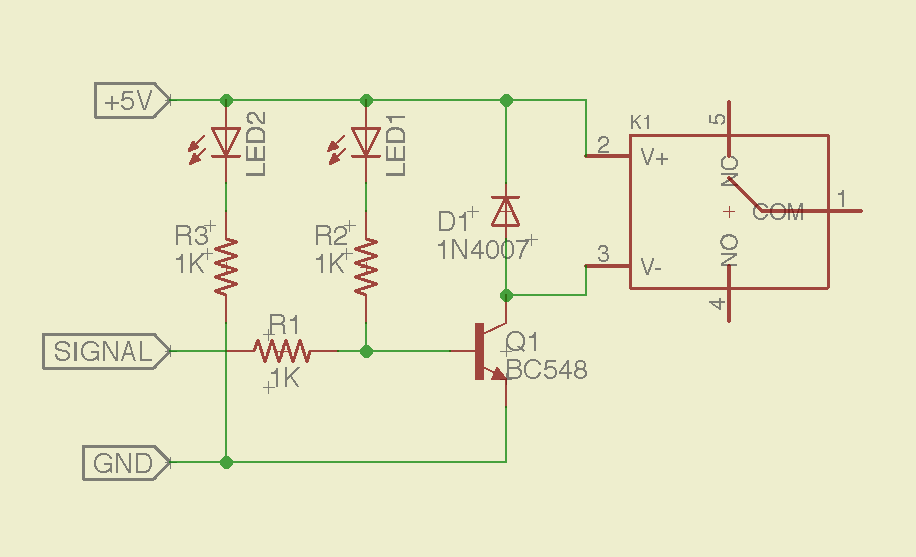 +5V
LED2
LED1
K1
5
2
V+
NC
1
COM
D1
1N4007
R3
1K
R2
1K
3
V-
NO
4
R1
SIGNAL
1K
Q1
BC548
GND